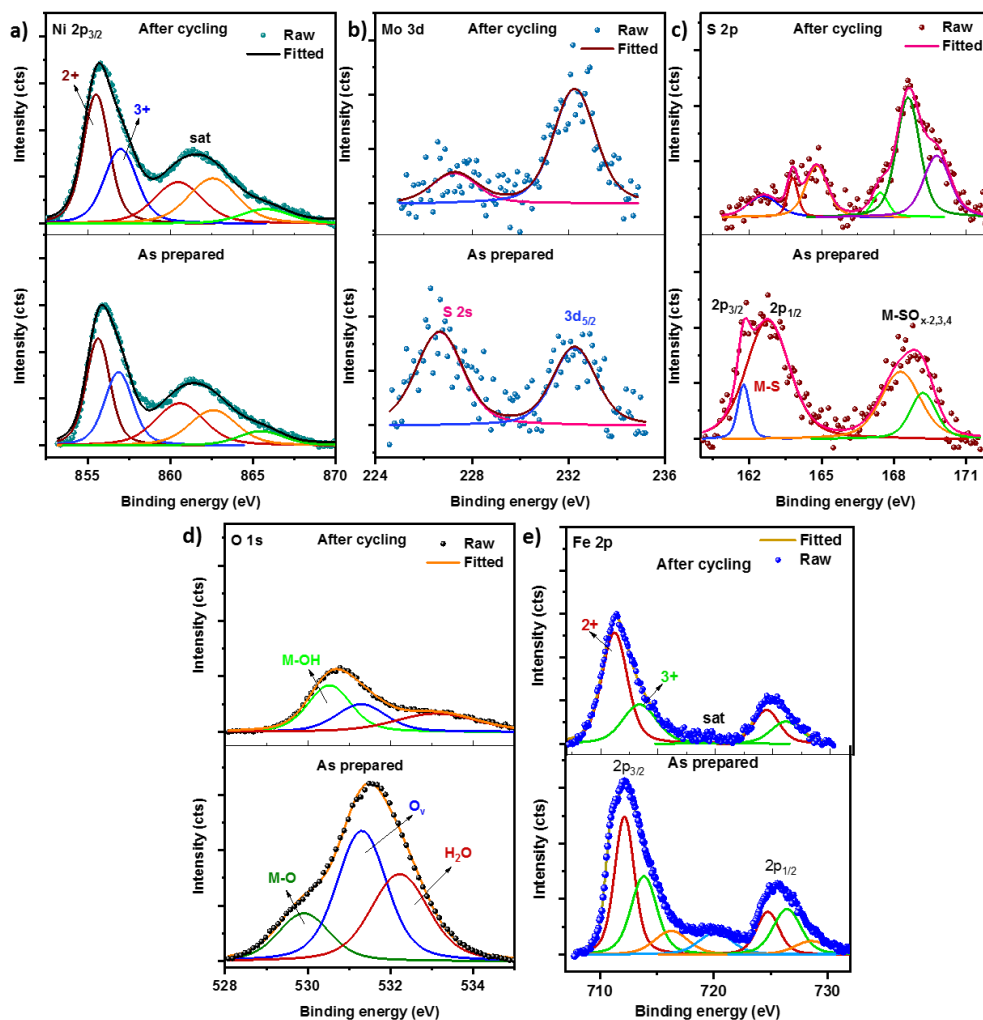 a)
Ni 2p3/2
After cycling
Raw
Fitted
2+
3+
sat
Intensity (cts)
As prepared
Intensity (cts)
855
860
865
870
Binding energy (eV)
b)
Mo 3d
After cycling
Raw
Fitted
Intensity (cts)
As prepared
S 2s
3d5/2
Intensity (cts)
224
228
232
236
Binding energy (eV)
c)
S 2p
After cycling
Raw
Fitted
Intensity (cts)
As prepared
2p3/2
2p1/2
M-SOx-2,3,4
M-S
Intensity (cts)
162
165
168
171
Binding energy (eV)
d)
O 1s
After cycling
Raw
Fitted
M-OH
Intensity (cts)
As prepared
Ov
M-O
H2O
Intensity (cts)
528
530
532
534
Binding energy (eV)
e)
Fe 2p
Fitted
Raw
After cycling
2+
3+
sat
Intensity (cts)
As prepared
2p3/2
2p1/2
Intensity (cts)
710
720
730
Binding energy (eV)